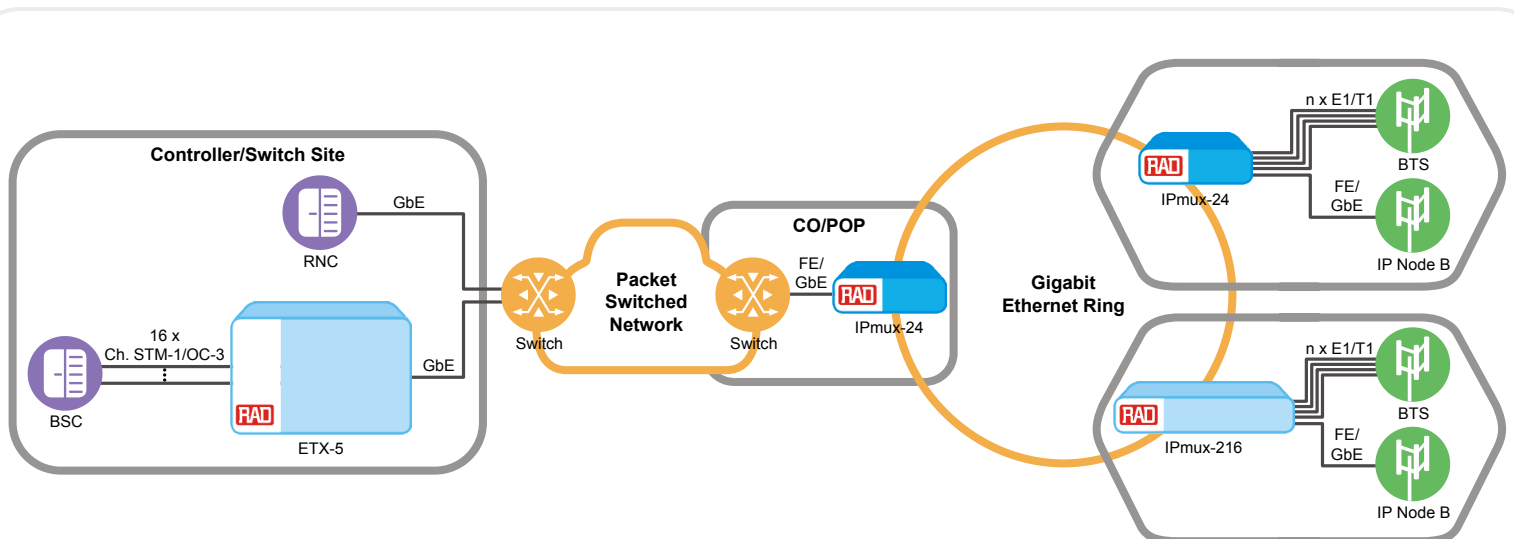 Controller/Switch Site
GbE
RNC
16 x
Ch. STM-1/OC-3
BSC
RAD
ETX-5
GbE
Switch
Packet
Switched
Network
CO/POP
Switch
FE/
GbE
RAD
IPmux-24
Gigabit
Ethernet Ring
RAD
IPmux-24
n x E1/T1
BTS
FE/
GbE
IP Node B
RAD
IPmux-216
n x E1/T1
BTS
FE/
GbE
IP Node B